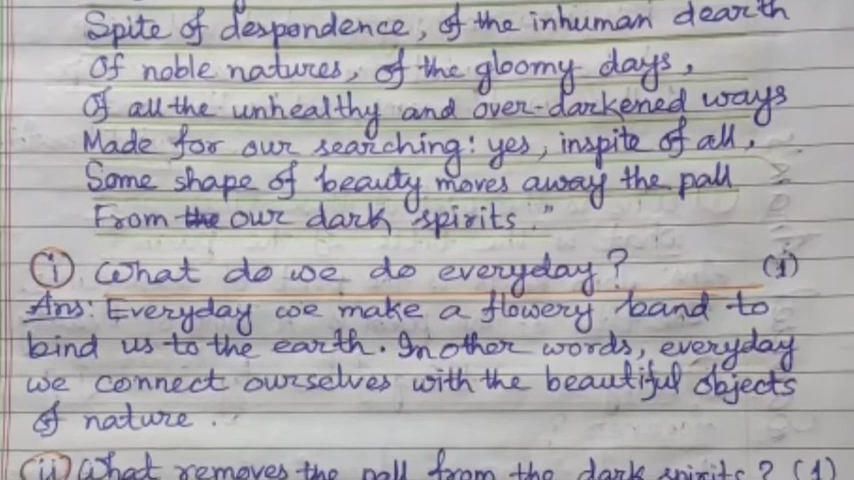 Spite of despondence, of the inhuman dearth
Of noble natures, of the gloomy days,
Of all the unhealthy and over-darkened ways
Made for our searching: yes, inspite of all,
Some shape of beauty moves away the pall
From the our dark spirits."
(i) What do we do everyday? (1)
Ans: Everyday we make a flowery band to
bind us to the earth. In other words, everyday
we connect ourselves with the beautiful objects
of nature.
(ii) What removes the pall from the dark spirits? (1)